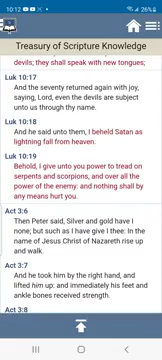 10:12
26%
Treasury of Scripture Knowledge
devils; they shall speak with new tongues;
Luk 10:17
And the seventy returned again with joy,
saying, Lord, even the devils are subject
unto us through thy name.
Luk 10:18
And he said unto them, I beheld Satan as
lightning fall from heaven.
Luk 10:19
Behold, I give unto you power to tread on
serpents and scorpions, and over all the
power of the enemy: and nothing shall by
any means hurt you.
Act 3:6
Then Peter said, Silver and gold have I
none; but such as I have give I thee: In the
name of Jesus Christ of Nazareth rise up
and walk.
Act 3:7
And he took him by the right hand, and
lifted him up: and immediately his feet and
ankle bones received strength.
Act 3:8